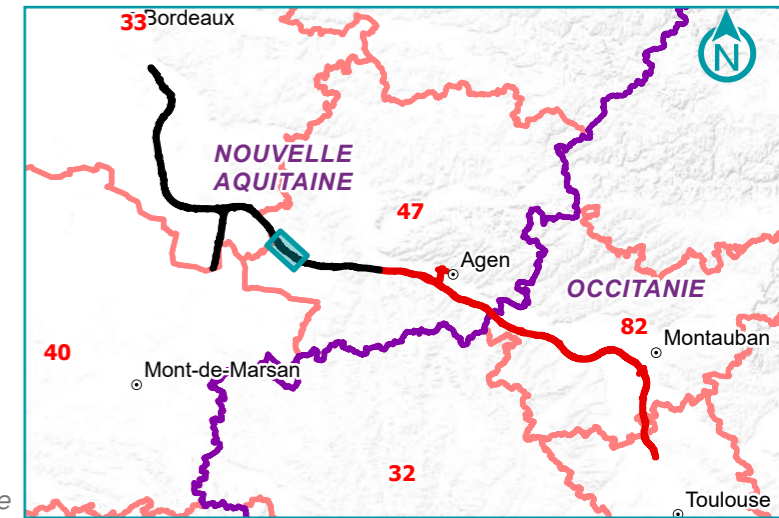 33
Bordeaux
N
NOUVELLE
AQUITAINE
47
Agen
OCCITANIE
82
Montauban
40
Mont-de-Marsan
32
Toulouse
e